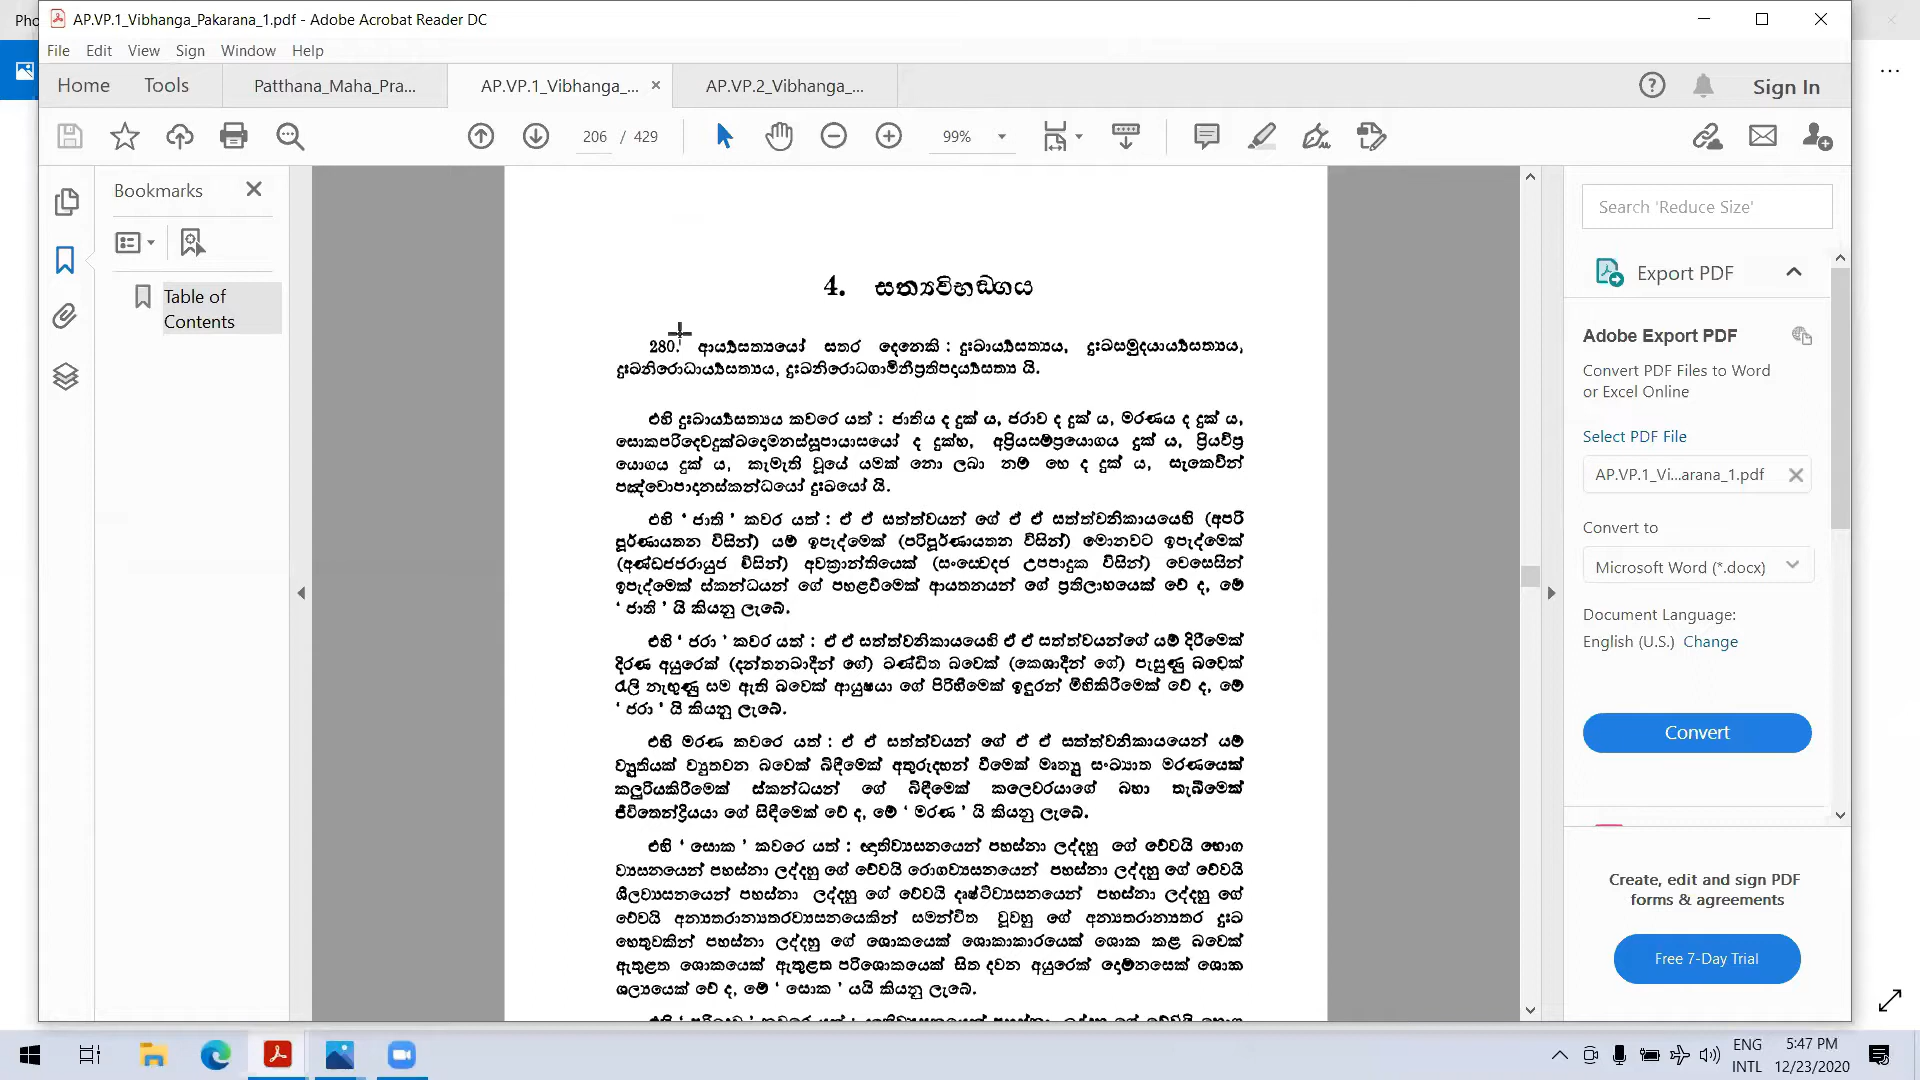 Pho
AP.VP.1_Vibhanga_Pakarana_1.pdf - Adobe Acrobat Reader DC
File Edit View Sign Window Help
Home Tools Patthana_Maha_Pra... AP.VP.1_Vibhanga_... AP.VP.2_Vibhanga_... Sign In
206 / 429 99%
Bookmarks
Table of
Contents
4. සත්‍යවිභඞ්ගය
280. ආර්‍ය්‍යසත්‍යයෝ සතර දෙනෙකි : දුඃඛාර්‍ය්‍යසත්‍යය, දුඃඛසමුදයාර්‍ය්‍යසත්‍යය,
දුඃඛනිරොධාර්‍ය්‍යසත්‍යය, දුඃඛනිරොධගාමිනීප්‍රතිපදාර්‍ය්‍යසත්‍ය යි.
එහි දුඃඛාර්‍ය්‍යසත්‍යය කවරෙ යත් : ජාතිය ද දුක් ය, ජරාව ද දුක් ය, මරණය ද දුක් ය,
සොකපරිදෙවදුක්ඛදොමනස්සූපායාසයෝ ද දුක්හ, අප්‍රියසම්ප්‍රයොගය දුක් ය, ප්‍රියවිප්‍ර
යොගය දුක් ය, කැමැති වූයේ යමක් නො ලබා නම් හෙ ද දුක් ය, සැකෙවින්
පඤ්චොපාදානස්කන්ධයෝ දුඃඛයෝ යි.
එහි ‘ ජාති ’ කවර යත් : ඒ ඒ සත්ත්වයන් ගේ ඒ ඒ සත්ත්වනිකායයෙහි (අපරි
පූර්ණායතන විසින්) යම් ඉපැද්මෙක් (පරිපූර්ණායතන විසින්) මොනවට ඉපැද්මෙක්
(අණ්ඩජජරායුජ විසින්) අවක්‍රාන්තියෙක් (සංස්වෙදජ උපපාදුක විසින්) වෙසෙසින්
ඉපැද්මෙක් ස්කන්ධයන් ගේ පහළවීමෙක් ආයතනයන් ගේ ප්‍රතිලාභයෙක් වේ ද, මේ
‘ ජාති ’ යි කියනු ලැබේ.
එහි ‘ ජරා ’ කවර යත් : ඒ ඒ සත්ත්වනිකායයෙහි ඒ ඒ සත්ත්වයන්ගේ යම් දිරීමෙක්
දිරණ අයුරෙක් (දන්තනඛාදීන් ගේ) ඛණ්ඩිත බවෙක් (කෙශාදීන් ගේ) පැසුණු බවෙක්
රැලි නැඟුණු සම ඇති බවෙක් ආයුෂයා ගේ පිරිහීමෙක් ඉඳුරන් මිහිකිරීමෙක් වේ ද, මේ
‘ ජරා ’ යි කියනු ලැබේ.
එහි මරණ කවරෙ යත් : ඒ ඒ සත්ත්වයන් ගේ ඒ ඒ සත්ත්වනිකායයෙන් යම්
ච්‍යුතියක් ච්‍යුතවන බවෙක් බිඳීමෙක් අතුරුදහන් වීමෙක් මෘත්‍යු සංඛ්‍යාත මරණයෙක්
කලුරියකිරීමෙක් ස්කන්ධයන් ගේ බිඳීමෙක් කලෙවරයාගේ බහා තැබීමෙක්
ජීවිතෙන්ද්‍රියයා ගේ සිඳීමෙක් වේ ද, මේ ‘ මරණ ’ යි කියනු ලැබේ.
එහි ‘ සොක ’ කවරෙ යත් : ඥාතිව්‍යසනයෙන් පහස්නා ලද්දහු ගේ වේවයි භොග
ව්‍යසනයෙන් පහස්නා ලද්දහු ගේ වේවයි රොගව්‍යසනයෙන් පහස්නා ලද්දහු ගේ වේවයි
ශීලව්‍යසනයෙන් පහස්නා ලද්දහු ගේ වේවයි දෘෂ්ටිව්‍යසනයෙන් පහස්නා ලද්දහු ගේ
වේවයි අන්‍යතරාන්‍යතරව්‍යසනයෙකින් සමන්විත වූවහු ගේ අන්‍යතරාන්‍යතර දුඃඛ
හෙතුවකින් පහස්නා ලද්දහු ගේ ශොකයෙක් ශොකාකාරයෙක් ශොක කළ බවෙක්
ඇතුළත ශොකයෙක් ඇතුළත පරිශොකයෙක් සිත දවන අයුරෙක් දොම්නසෙක් ශොක
ශල්‍යයෙක් වේ ද, මේ ‘ සොක ’ යයි කියනු ලැබේ.
Search 'Reduce Size'
Export PDF
Adobe Export PDF
Convert PDF Files to Word
or Excel Online
Select PDF File
AP.VP.1_Vi...arana_1.pdf
Convert to
Microsoft Word (*.docx)
Document Language:
English (U.S.) Change
Convert
Create, edit and sign PDF
forms & agreements
Free 7-Day Trial
ENG
INTL
5:47 PM
12/23/2020